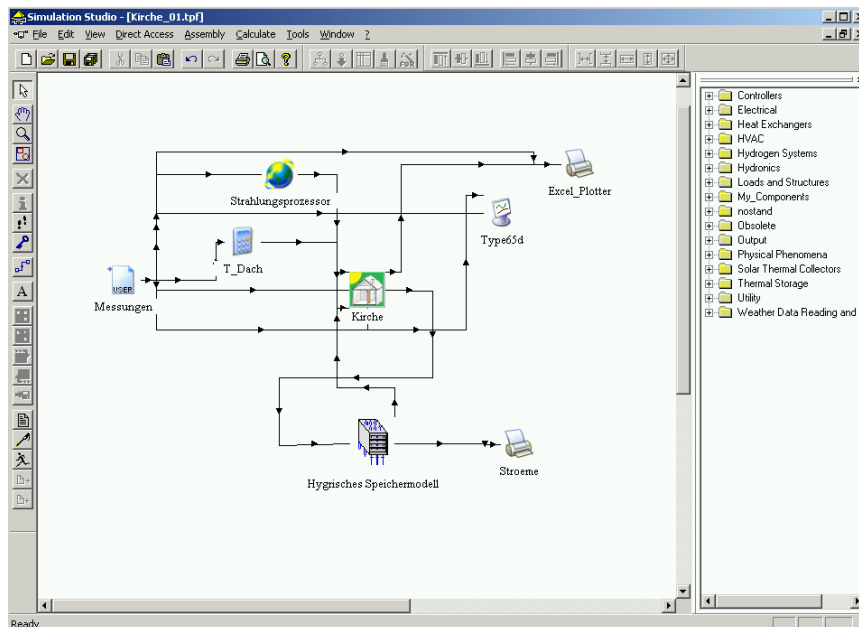 Simulation Studio - [Kirche_01.tpf]
File Edit View Direct Access Assembly Calculate Tools Window ?
Controllers
Electrical
Heat Exchangers
HVAC
Hydrogen Systems
Hydronics
Loads and Structures
My_Components
nostand
Obsolete
Output
Physical Phenomena
Solar Thermal Collectors
Thermal Storage
Utility
Weather Data Reading and
Strahlungsprozessor
Excel_Plotter
Type65d
T_Dach
USER
Messungen
Kirche
Hygrisches Speichermodell
Stroeme
A
Ready